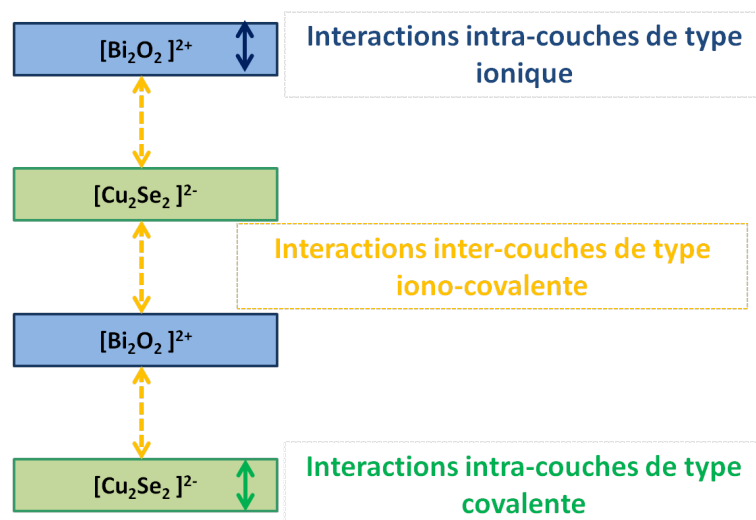 [Bi₂O₂ ]²⁺
Interactions intra-couches de type
ionique
[Cu₂Se₂ ]²⁻
Interactions inter-couches de type
iono-covalente
[Bi₂O₂ ]²⁺
[Cu₂Se₂ ]²⁻
Interactions intra-couches de type
covalente